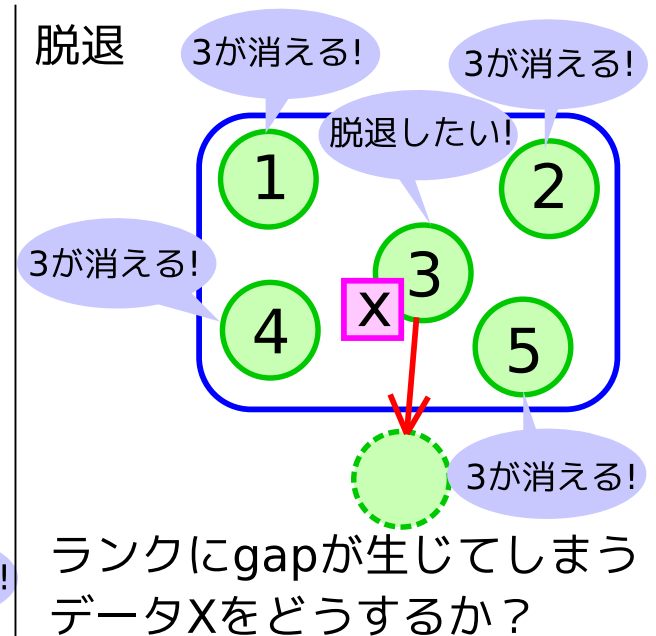 脱退
3が消える!
3が消える!
脱退したい!
1
2
3が消える!
3
x
4
5
3が消える!
!
ランクにgapが生じてしまう
データXをどうするか？